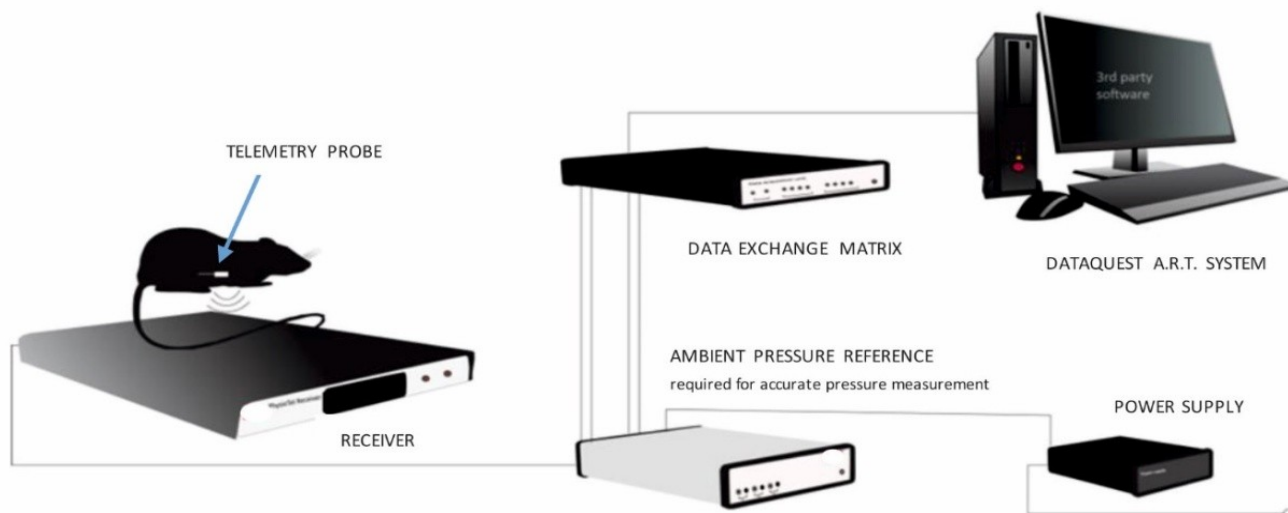 3rd party
software
TELEMETRY PROBE
DATA EXCHANGE MATRIX
DATAQUEST A.R.T. SYSTEM
AMBIENT PRESSURE REFERENCE
required for accurate pressure measurement
POWER SUPPLY
RECEIVER